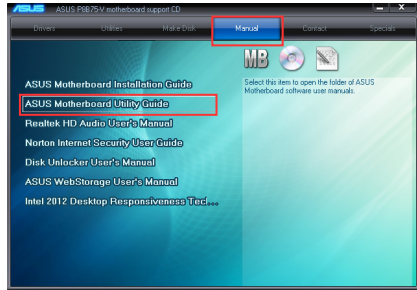 ASUS ASUS P8B75-V motherboard support CD
Drivers Utilities Make Disk Manual Contact Specials
MB
Select this item to open the folder of ASUS
Motherboard software user manuals.
ASUS Motherboard Installation Guide
ASUS Motherboard Utility Guide
Realtek HD Audio User's Manual
Norton Internet Security User Guide
Disk Unlocker User's Manual
ASUS WebStorage User's Manual
Intel 2012 Desktop Responsiveness Tecl...